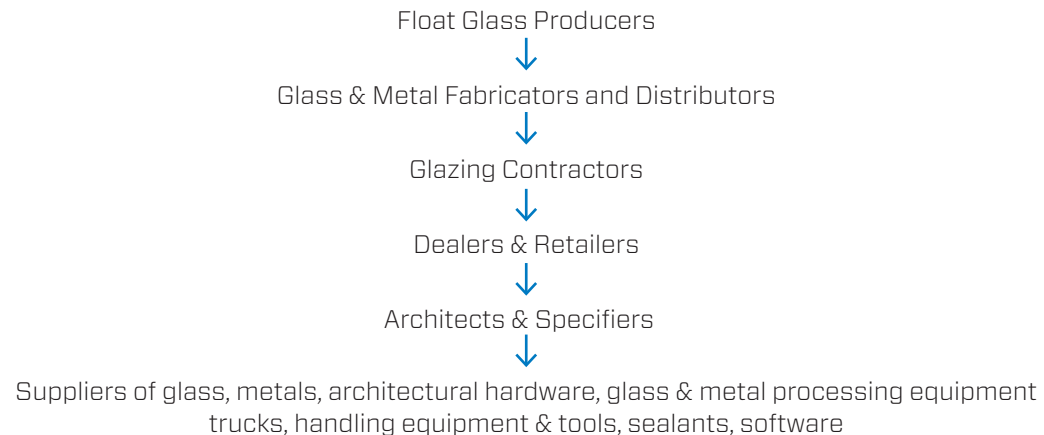 Float Glass Producers
Glass & Metal Fabricators and Distributors
Glazing Contractors
Dealers & Retailers
Architects & Specifiers
Suppliers of glass, metals, architectural hardware, glass & metal processing equipment
trucks, handling equipment & tools, sealants, software